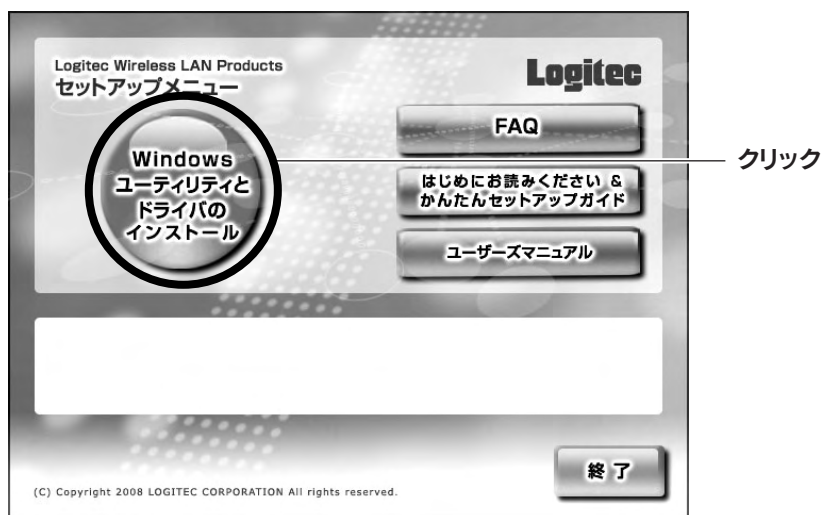 Logitec Wireless LAN Products
セットアップメニュー
Logitec
Windows
ユーティリティと
ドライバの
インストール
FAQ
はじめにお読みください &
かんたんセットアップガイド
ユーザーズマニュアル
クリック
終了
(C) Copyright 2008 LOGITEC CORPORATION All rights reserved.